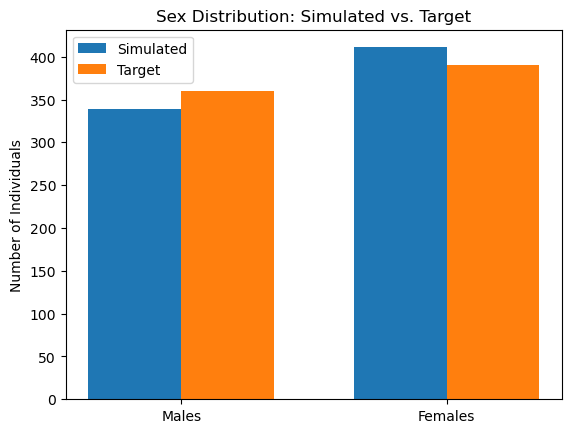 Sex Distribution: Simulated vs. Target
Simulated
Target
Number of Individuals
400
350
300
250
200
150
100
50
0
Males
Females